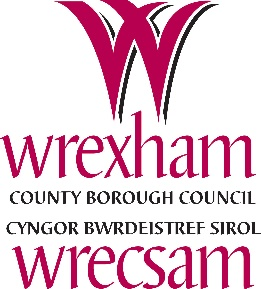 wrexham
COUNTY BOROUGH COUNCIL
CYNGOR BWRDEISTREF SIROL
wrecsam